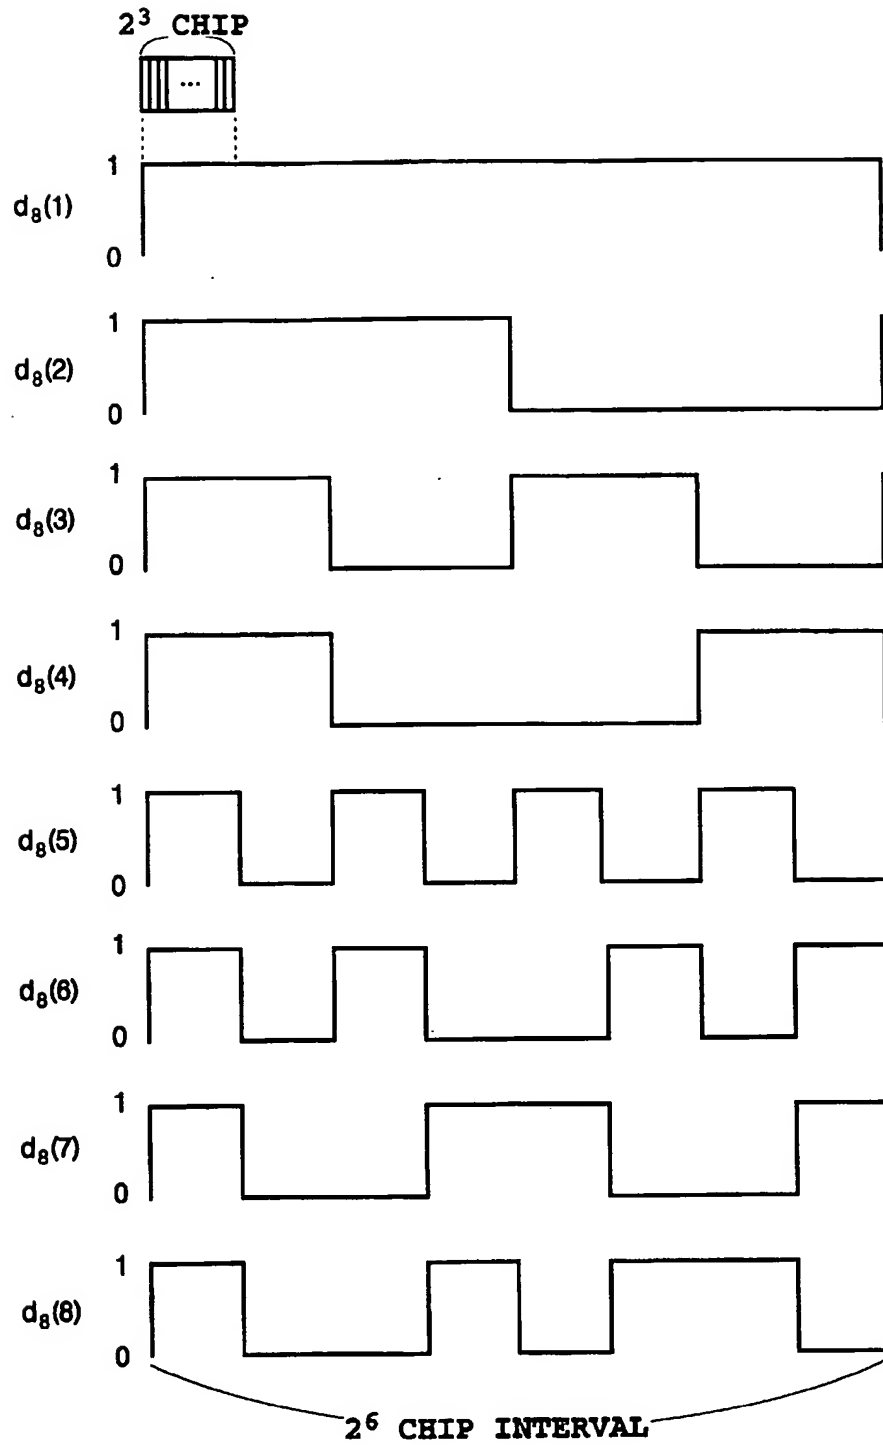 2³ CHIP
...
1
d₈(1)
0
1
d₈(2)
0
1
d₈(3)
0
1
d₈(4)
0
1
d₈(5)
0
1
d₈(6)
0
1
d₈(7)
0
1
d₈(8)
0
2⁶ CHIP INTERVAL